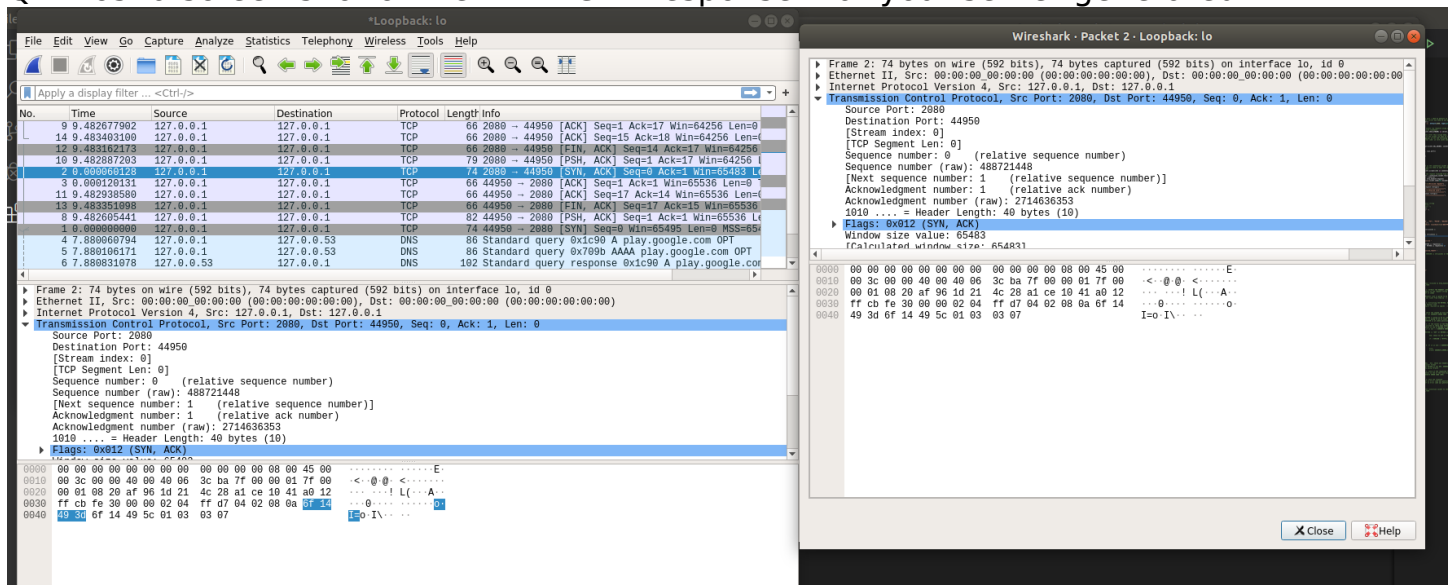 *Loopback: lo
File Edit View Go Capture Analyze Statistics Telephony Wireless Tools Help
Apply a display filter ... <Ctrl-/>
No. Time Source Destination Protocol Length Info
9 9.482677902 127.0.0.1 127.0.0.1 TCP 66 2080 → 44950 [ACK] Seq=1 Ack=17 Win=64256 Len=0
14 9.483403100 127.0.0.1 127.0.0.1 TCP 66 2080 → 44950 [ACK] Seq=15 Ack=18 Win=64256 Len=0
12 9.483162173 127.0.0.1 127.0.0.1 TCP 66 2080 → 44950 [FIN, ACK] Seq=14 Ack=17 Win=64256
10 9.482887203 127.0.0.1 127.0.0.1 TCP 79 2080 → 44950 [PSH, ACK] Seq=1 Ack=17 Win=64256 L
2 0.000060128 127.0.0.1 127.0.0.1 TCP 74 2080 → 44950 [SYN, ACK] Seq=0 Ack=1 Win=65483 Le
3 0.000120131 127.0.0.1 127.0.0.1 TCP 66 44950 → 2080 [ACK] Seq=1 Ack=1 Win=65536 Len=0 T
11 9.482938580 127.0.0.1 127.0.0.1 TCP 66 44950 → 2080 [ACK] Seq=17 Ack=14 Win=65536 Len=0
13 9.483351098 127.0.0.1 127.0.0.1 TCP 66 44950 → 2080 [FIN, ACK] Seq=17 Ack=15 Win=65536
8 9.482605441 127.0.0.1 127.0.0.1 TCP 82 44950 → 2080 [PSH, ACK] Seq=1 Ack=1 Win=65536 Le
1 0.000000000 127.0.0.1 127.0.0.1 TCP 74 44950 → 2080 [SYN] Seq=0 Win=65495 Len=0 MSS=654
4 7.880060794 127.0.0.1 127.0.0.53 DNS 86 Standard query 0x1c90 A play.google.com OPT
5 7.880106171 127.0.0.1 127.0.0.53 DNS 86 Standard query 0x709b AAAA play.google.com OPT
6 7.880831078 127.0.0.53 127.0.0.1 DNS 102 Standard query response 0x1c90 A play.google.com
Frame 2: 74 bytes on wire (592 bits), 74 bytes captured (592 bits) on interface lo, id 0
Ethernet II, Src: 00:00:00_00:00:00 (00:00:00:00:00:00), Dst: 00:00:00_00:00:00 (00:00:00:00:00:00)
Internet Protocol Version 4, Src: 127.0.0.1, Dst: 127.0.0.1
Transmission Control Protocol, Src Port: 2080, Dst Port: 44950, Seq: 0, Ack: 1, Len: 0
Source Port: 2080
Destination Port: 44950
[Stream index: 0]
[TCP Segment Len: 0]
Sequence number: 0 (relative sequence number)
Sequence number (raw): 488721448
[Next sequence number: 1 (relative sequence number)]
Acknowledgment number: 1 (relative ack number)
Acknowledgment number (raw): 2714636353
1010 .... = Header Length: 40 bytes (10)
Flags: 0x012 (SYN, ACK)
0000 00 00 00 00 00 00 00 00 00 00 00 00 08 00 45 00 ········ ······E·
0010 00 3c 00 00 40 00 40 06 3c ba 7f 00 00 01 7f 00 ·<··@·@· <·······
0020 00 01 08 20 af 96 1d 21 4c 28 a1 ce 10 41 a0 12 ··· ···! L(···A··
0030 ff cb fe 30 00 00 02 04 ff d7 04 02 08 0a 6f 14 ···0···· ······o·
0040 49 3d 6f 14 49 5c 01 03 03 07 I=o·I\·· ··
Wireshark · Packet 2 · Loopback: lo
Frame 2: 74 bytes on wire (592 bits), 74 bytes captured (592 bits) on interface lo, id 0
Ethernet II, Src: 00:00:00_00:00:00 (00:00:00:00:00:00), Dst: 00:00:00_00:00:00 (00:00:00:00:00:00
Internet Protocol Version 4, Src: 127.0.0.1, Dst: 127.0.0.1
Transmission Control Protocol, Src Port: 2080, Dst Port: 44950, Seq: 0, Ack: 1, Len: 0
Source Port: 2080
Destination Port: 44950
[Stream index: 0]
[TCP Segment Len: 0]
Sequence number: 0 (relative sequence number)
Sequence number (raw): 488721448
[Next sequence number: 1 (relative sequence number)]
Acknowledgment number: 1 (relative ack number)
Acknowledgment number (raw): 2714636353
1010 .... = Header Length: 40 bytes (10)
Flags: 0x012 (SYN, ACK)
Window size value: 65483
[Calculated window size: 65483]
0000 00 00 00 00 00 00 00 00 00 00 00 00 08 00 45 00 ········ ······E·
0010 00 3c 00 00 40 00 40 06 3c ba 7f 00 00 01 7f 00 ·<··@·@· <·······
0020 00 01 08 20 af 96 1d 21 4c 28 a1 ce 10 41 a0 12 ··· ···! L(···A··
0030 ff cb fe 30 00 00 02 04 ff d7 04 02 08 0a 6f 14 ···0···· ······o·
0040 49 3d 6f 14 49 5c 01 03 03 07 I=o·I\·· ··
Close Help